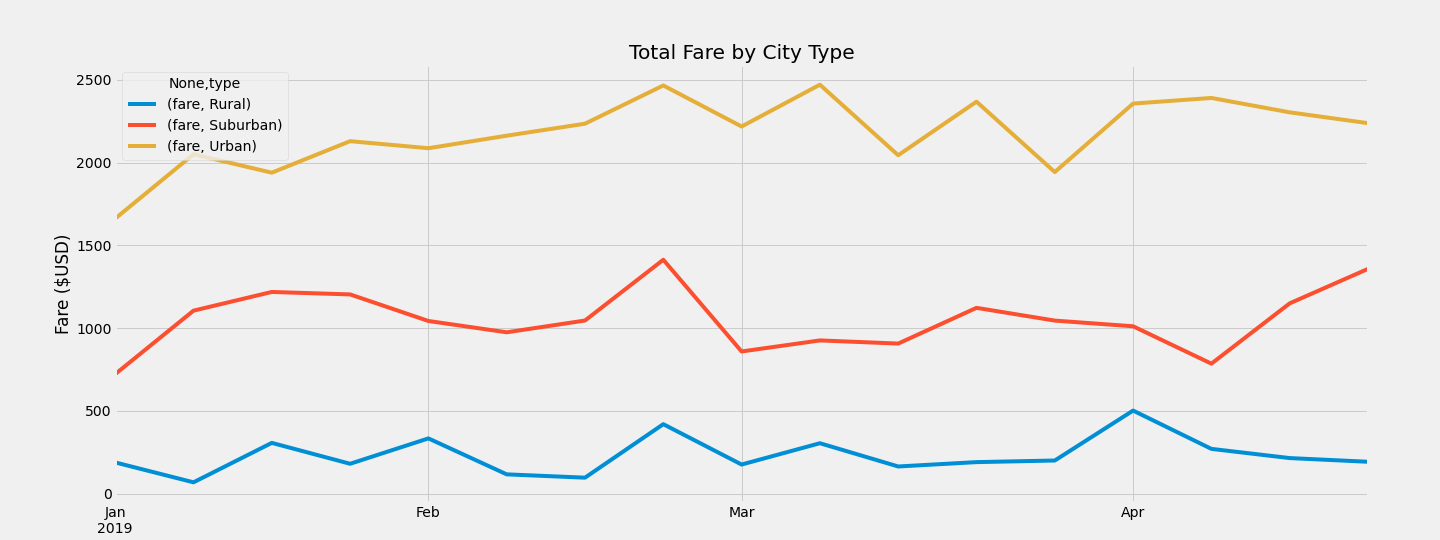 Total Fare by City Type
None,type
(fare, Rural)
(fare, Suburban)
(fare, Urban)
Fare ($USD)
2500
2000
1500
1000
500
0
Jan
2019
Feb
Mar
Apr